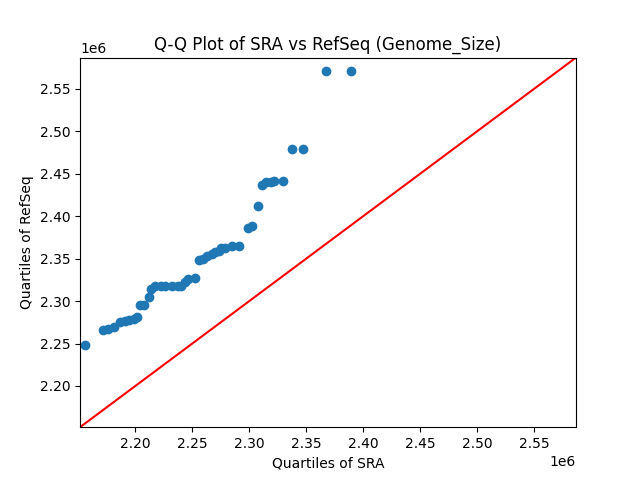 Q-Q Plot of SRA vs RefSeq (Genome_Size)
1e6
2.55
2.50
2.45
2.40
2.35
2.30
2.25
2.20
Quartiles of RefSeq
2.20 2.25 2.30 2.35 2.40 2.45 2.50 2.55
Quartiles of SRA
1e6